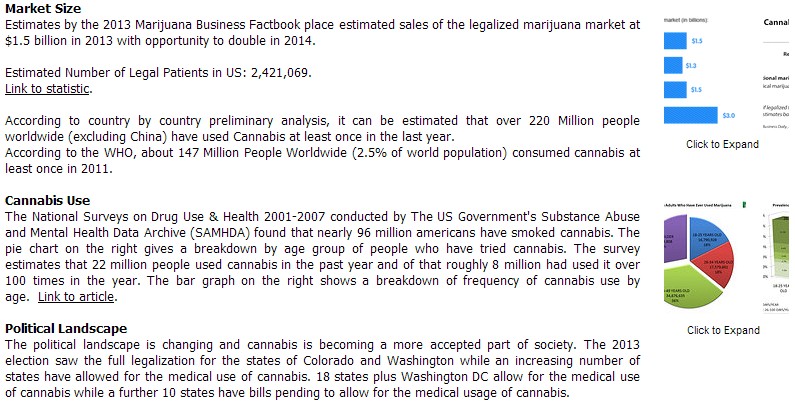 Market Size
Estimates by the 2013 Marijuana Business Factbook place estimated sales of the legalized marijuana market at
$1.5 billion in 2013 with opportunity to double in 2014.
Estimated Number of Legal Patients in US: 2,421,069.
Link to statistic.
According to country by country preliminary analysis, it can be estimated that over 220 Million people
worldwide (excluding China) have used Cannabis at least once in the last year.
According to the WHO, about 147 Million People Worldwide (2.5% of world population) consumed cannabis at
least once in 2011.
Cannabis Use
The National Surveys on Drug Use & Health 2001-2007 conducted by The US Government's Substance Abuse
and Mental Health Data Archive (SAMHDA) found that nearly 96 million americans have smoked cannabis. The
pie chart on the right gives a breakdown by age group of people who have tried cannabis. The survey
estimates that 22 million people used cannabis in the past year and of that roughly 8 million had used it over
100 times in the year. The bar graph on the right shows a breakdown of frequency of cannabis use by
age. Link to article.
Political Landscape
The political landscape is changing and cannabis is becoming a more accepted part of society. The 2013
election saw the full legalization for the states of Colorado and Washington while an increasing number of
states have allowed for the medical use of cannabis. 18 states plus Washington DC allow for the medical use
of cannabis while a further 10 states have bills pending to allow for the medical usage of cannabis.
market (in billions)
$1.5
$1.3
$1.5
$3.0
Click to Expand
Adults Who Have Ever Used Marijuana
18-25 YEARS OLD
26-34 YEARS OLD
YEARS OLD
Click to Expand